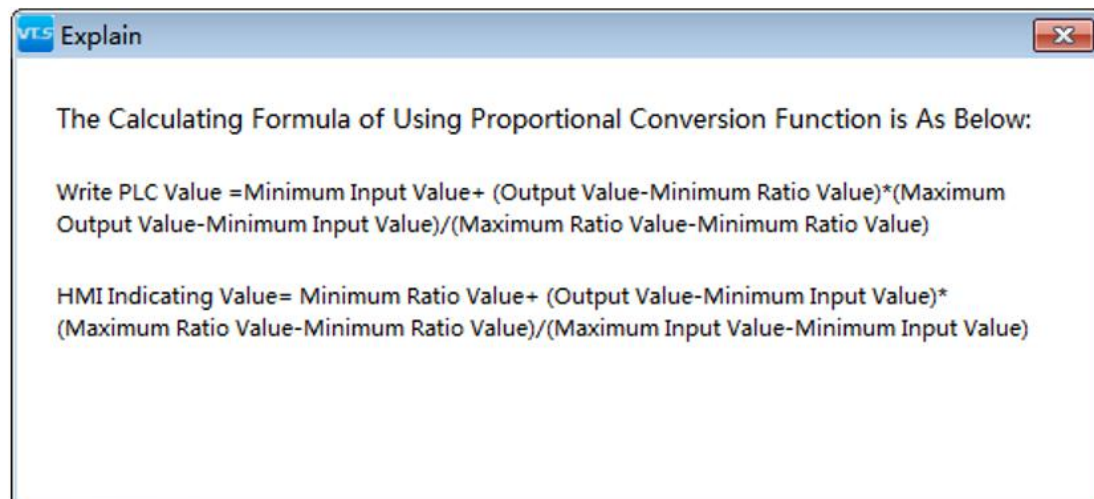 VTS Explain
The Calculating Formula of Using Proportional Conversion Function is As Below:
Write PLC Value =Minimum Input Value+ (Output Value-Minimum Ratio Value)*(Maximum
Output Value-Minimum Input Value)/(Maximum Ratio Value-Minimum Ratio Value)
HMI Indicating Value= Minimum Ratio Value+ (Output Value-Minimum Input Value)*
(Maximum Ratio Value-Minimum Ratio Value)/(Maximum Input Value-Minimum Input Value)